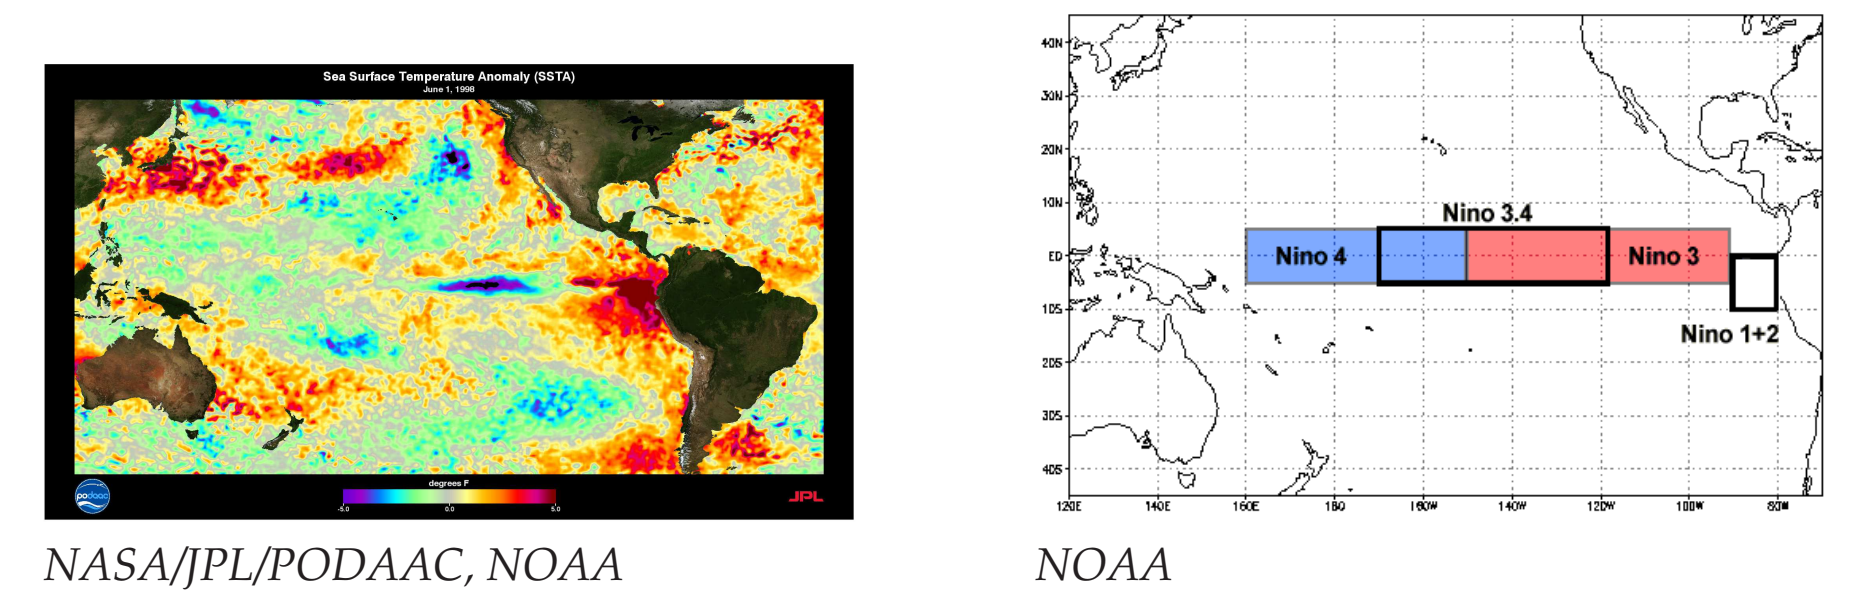 Sea Surface Temperature Anomaly (SSTA)
June 1, 1998
degrees F
-5.0 0.0 5.0
podaac
JPL
NASA/JPL/PODAAC, NOAA
40N
30N
20N
10N
EQ
10S
20S
30S
40S
Nino 3.4
Nino 4
Nino 3
Nino 1+2
120E 140E 160E 180 160W 140W 120W 100W 80W
NOAA